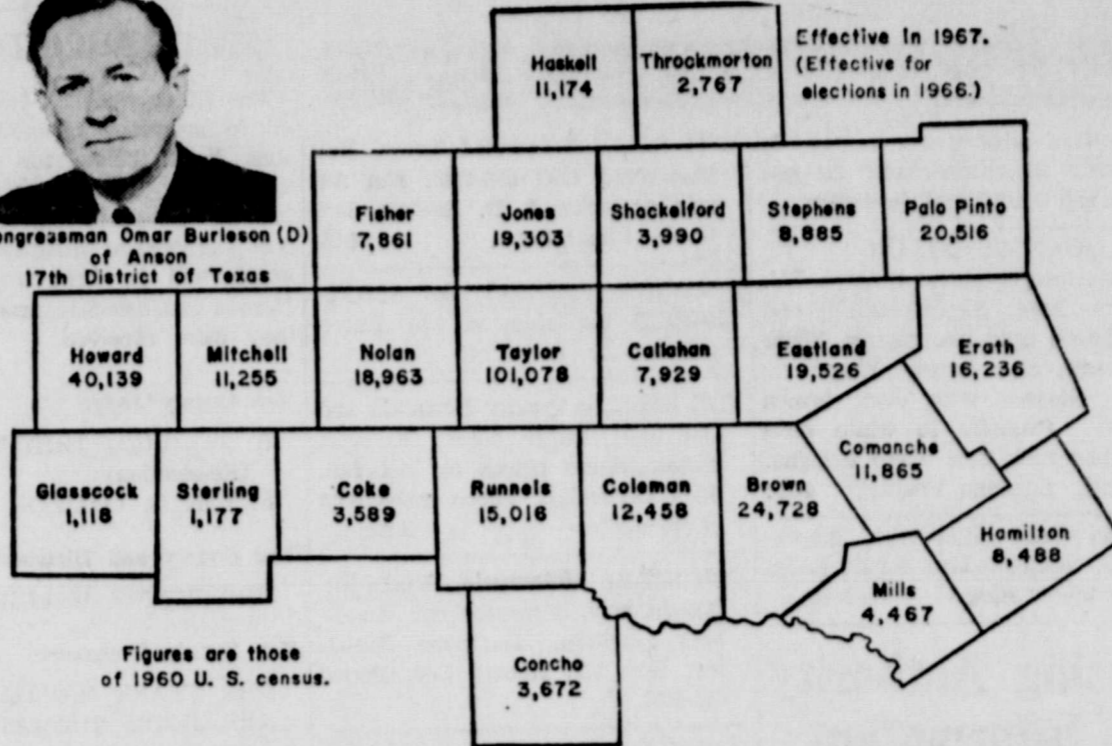 Haskell
11,174
Throckmorton
2,767
Effective In 1967.
(Effective for
elections in 1966.)
Congressman Omar Burleson (D)
of Anson
17th District of Texas
Fisher
7,861
Jones
19,303
Shackelford
3,990
Stephens
8,885
Palo Pinto
20,516
Howard
40,139
Mitchell
11,255
Nolan
18,963
Taylor
101,078
Callahan
7,929
Eastland
19,526
Erath
16,236
Glasscock
1,118
Sterling
1,177
Coke
3,589
Runnels
15,016
Coleman
12,458
Brown
24,728
Comanche
11,865
Hamilton
8,488
Mills
4,467
Concho
3,672
Figures are those
of 1960 U. S. census.